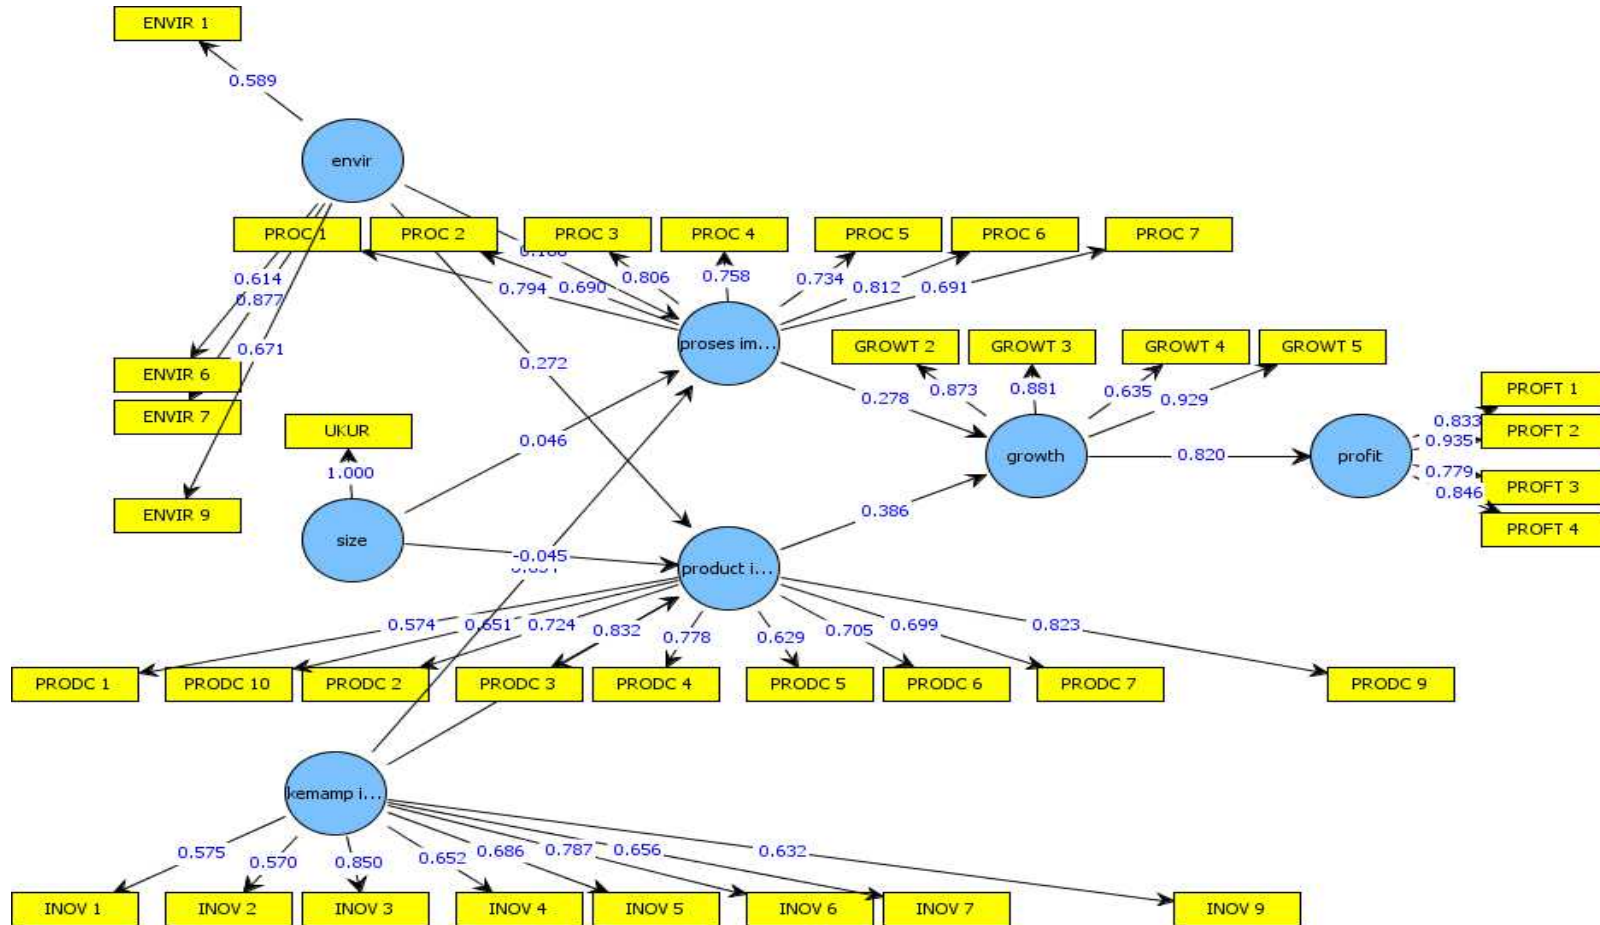 ENVIR 1
0.589
envir
PROC 1
PROC 2
PROC 3
PROC 4
PROC 5
PROC 6
PROC 7
0.614
0.877
0.671
0.794
0.690
0.806
0.758
0.734
0.812
0.691
proses im...
ENVIR 6
ENVIR 7
ENVIR 9
0.272
GROWT 2
GROWT 3
GROWT 4
GROWT 5
0.278
0.873
0.881
0.635
0.929
UKUR
1.000
size
0.046
-0.045
growth
0.820
profit
PROFT 1
PROFT 2
PROFT 3
PROFT 4
0.833
0.935
0.779
0.846
0.386
product i...
0.574
0.651
0.724
0.832
0.778
0.629
0.705
0.699
0.823
PRODC 1
PRODC 10
PRODC 2
PRODC 3
PRODC 4
PRODC 5
PRODC 6
PRODC 7
PRODC 9
kemamp i...
0.575
0.570
0.850
0.652
0.686
0.787
0.656
0.632
INOV 1
INOV 2
INOV 3
INOV 4
INOV 5
INOV 6
INOV 7
INOV 9